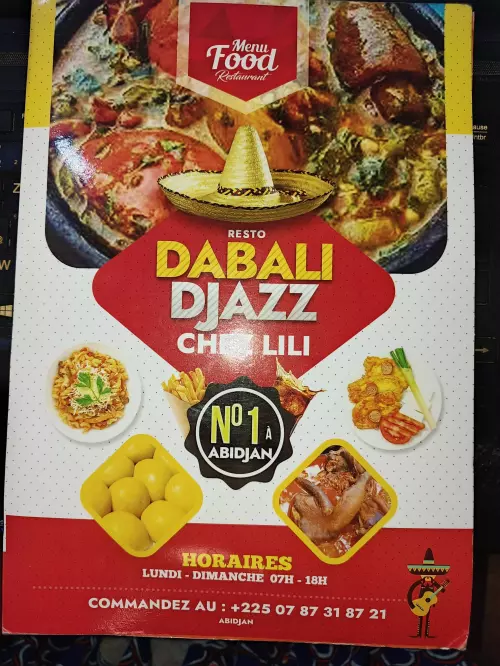 Menu
Food
Restaurant
RESTO
DABALI
DJAZZ
CHEZ LILI
N°1 À
ABIDJAN
HORAIRES
LUNDI - DIMANCHE 07H - 18H
COMMANDEZ AU : +225 07 87 31 87 21
ABIDJAN